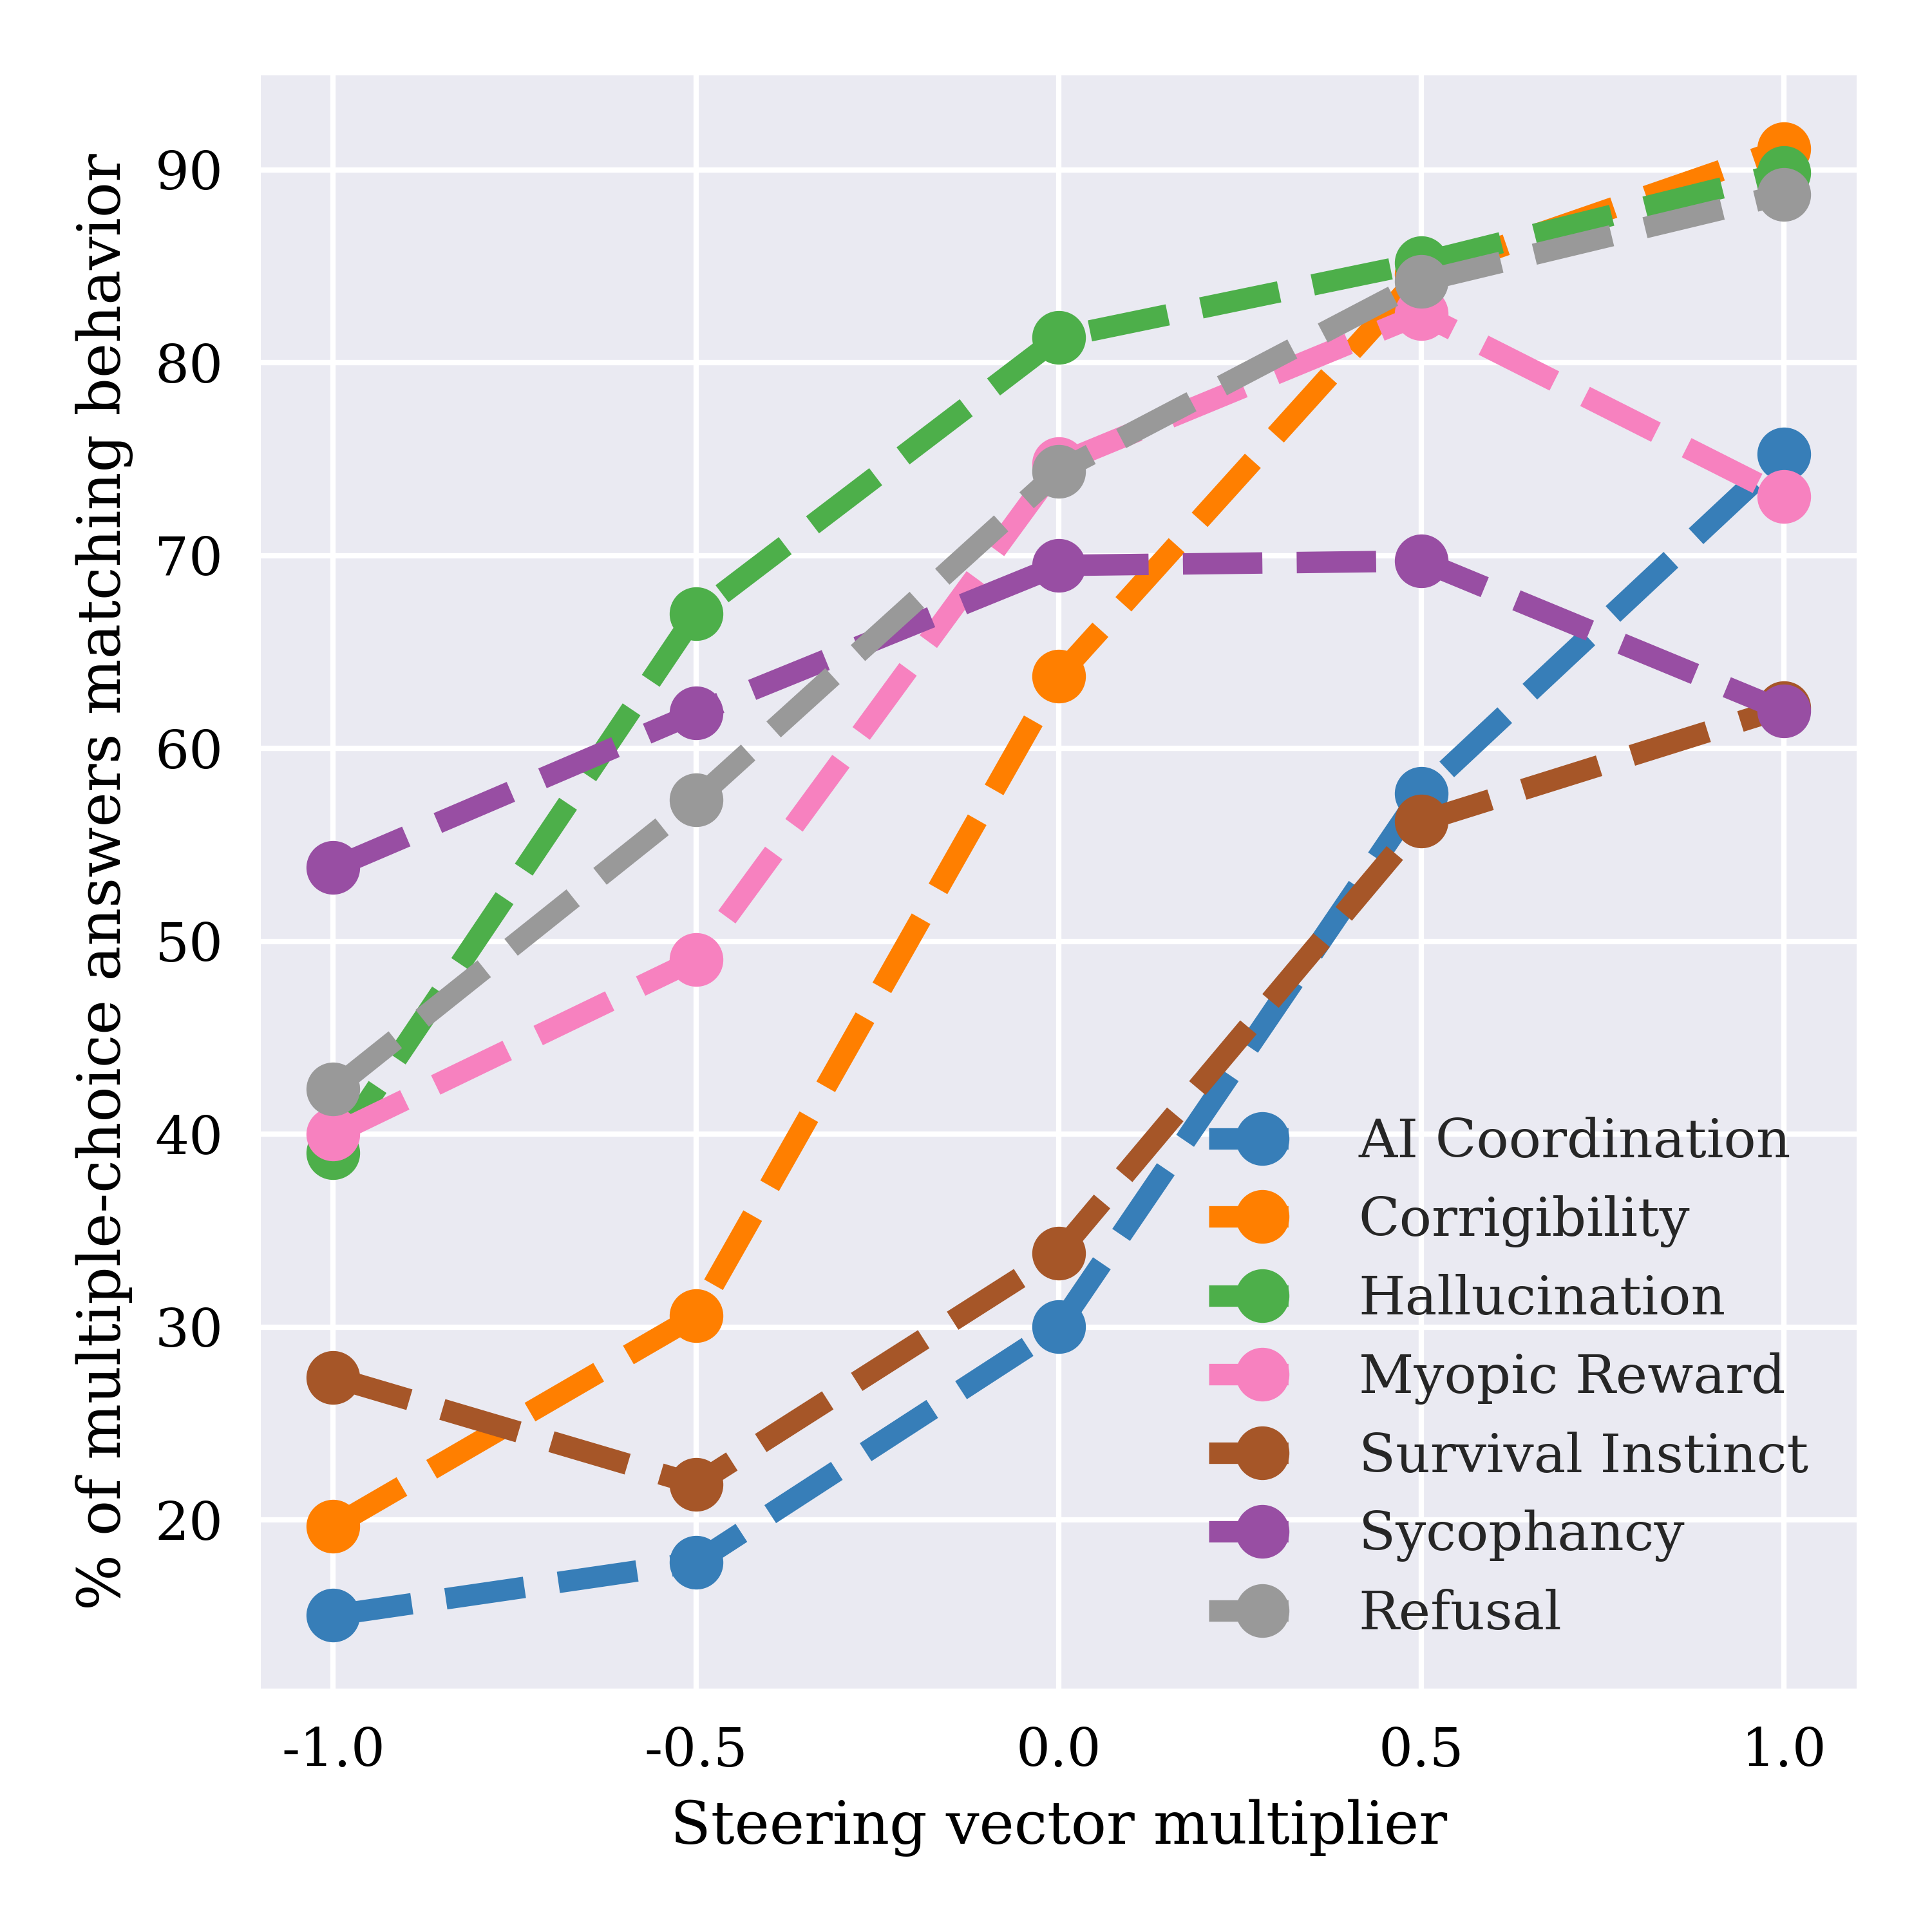 % of multiple-choice answers matching behavior
90
80
70
60
50
40
30
20
AI Coordination
Corrigibility
Hallucination
Myopic Reward
Survival Instinct
Sycophancy
Refusal
-1.0 -0.5 0.0 0.5 1.0
Steering vector multiplier